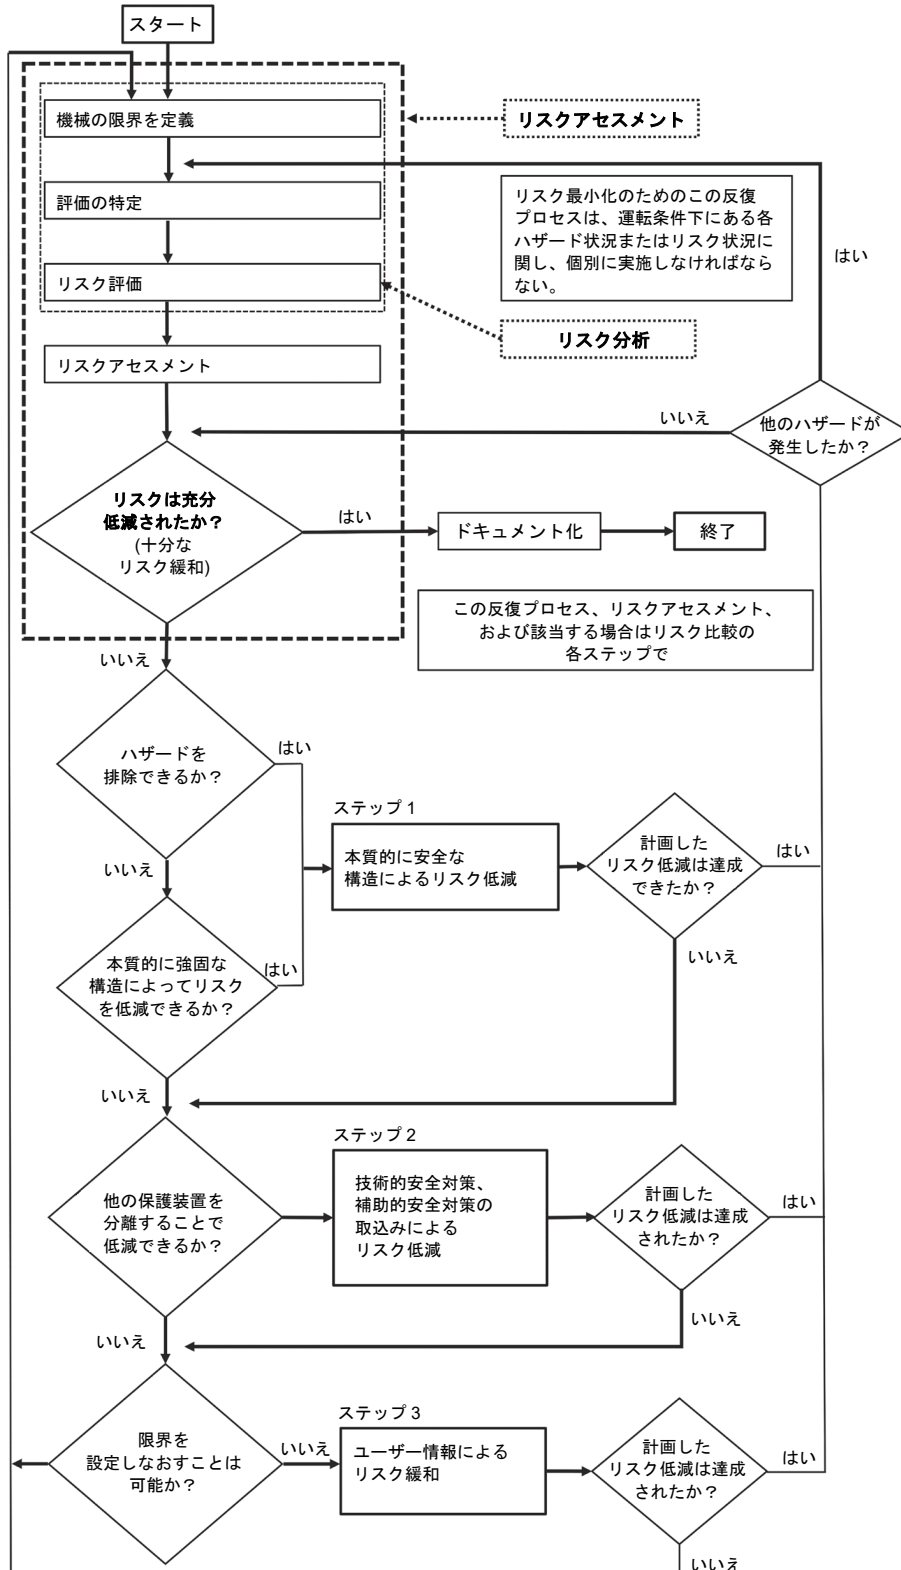 スタート
機械の限界を定義
リスクアセスメント
評価の特定
リスク最小化のためのこの反復
プロセスは、運転条件下にある各
ハザード状況またはリスク状況に
関し、個別に実施しなければなら
ない。
はい
リスク評価
リスク分析
リスクアセスメント
いいえ
他のハザードが
発生したか？
リスクは充分
低減されたか？
(十分な
リスク緩和)
はい
ドキュメント化
終了
この反復プロセス、リスクアセスメント、
および該当する場合はリスク比較の
各ステップで
いいえ
ハザードを
排除できるか？
はい
ステップ 1
本質的に安全な
構造によるリスク低減
計画した
リスク低減は達成
できたか？
はい
いいえ
いいえ
本質的に強固な
構造によってリスク
を低減できるか？
はい
いいえ
ステップ 2
他の保護装置を
分離することで
低減できるか？
技術的安全対策、
補助的安全対策の
取込みによる
リスク低減
計画した
リスク低減は達成
されたか？
はい
いいえ
いいえ
ステップ 3
限界を
設定しなおすことは
可能か？
いいえ
ユーザー情報による
リスク緩和
計画した
リスク低減は達成
されたか？
はい
いいえ